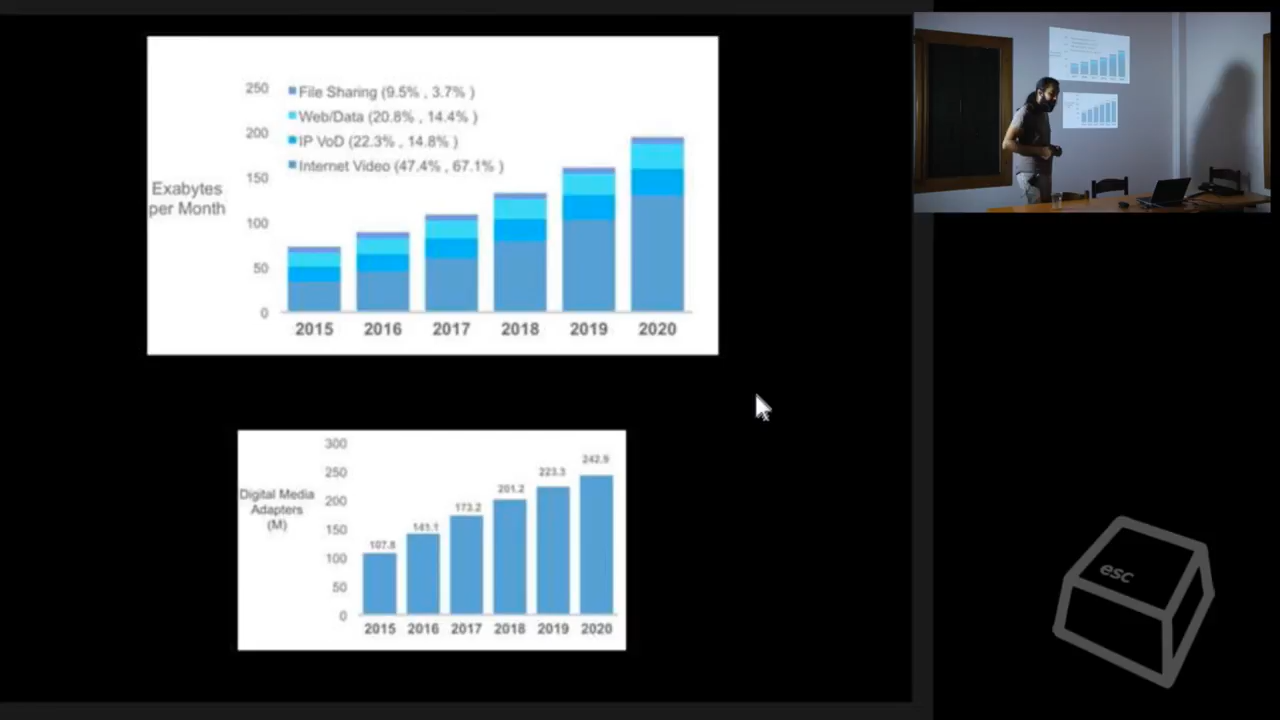 250
File Sharing (9.5% , 3.7% )
Web/Data (20.8% , 14.4% )
200
IP VoD (22.3% , 14.8% )
Internet Video (47.4% , 67.1% )
150
Exabytes
per Month
100
50
0
2015 2016 2017 2018 2019 2020
300
250
200
150
100
50
0
Digital Media
Adapters
(M)
107.8 141.1 173.2 201.2 223.3 242.9
2015 2016 2017 2018 2019 2020
esc